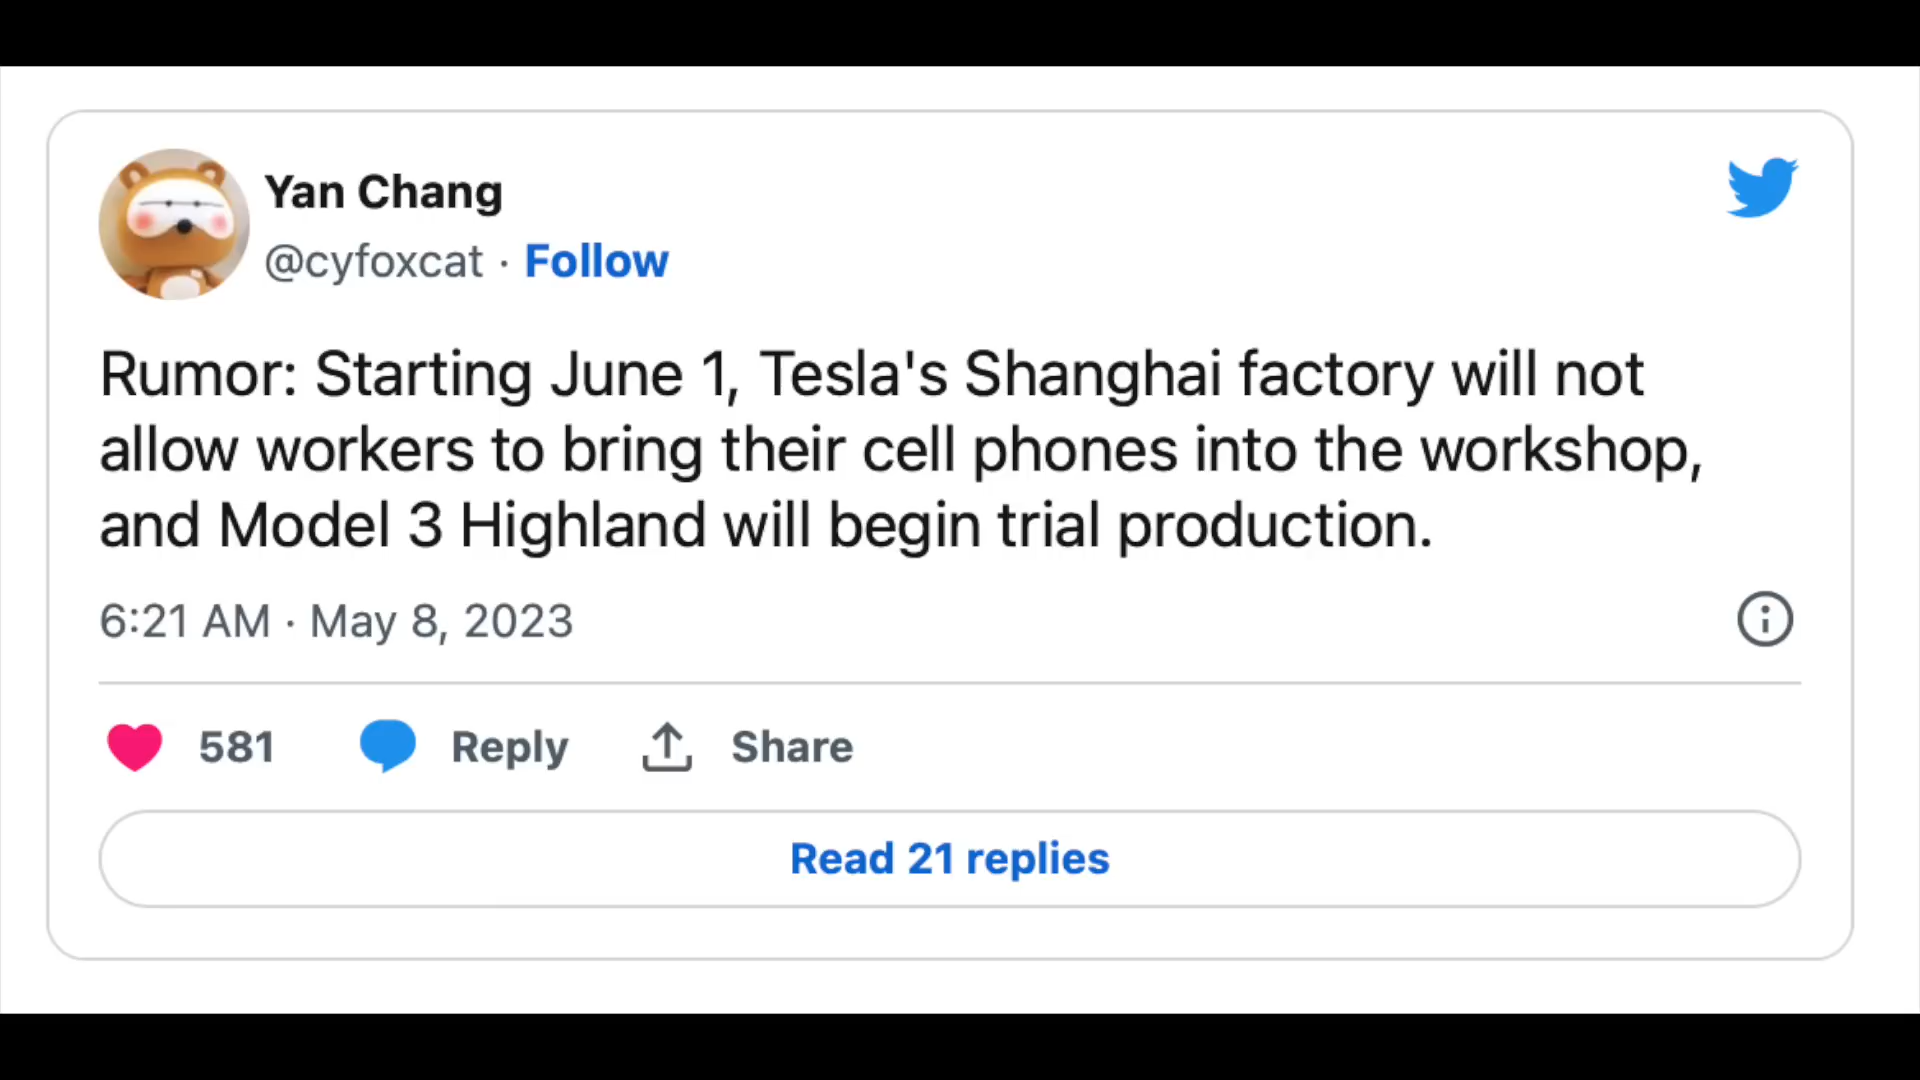 Yan Chang
@cyfoxcat · Follow
Rumor: Starting June 1, Tesla's Shanghai factory will not
allow workers to bring their cell phones into the workshop,
and Model 3 Highland will begin trial production.
6:21 AM · May 8, 2023
581 Reply Share
Read 21 replies